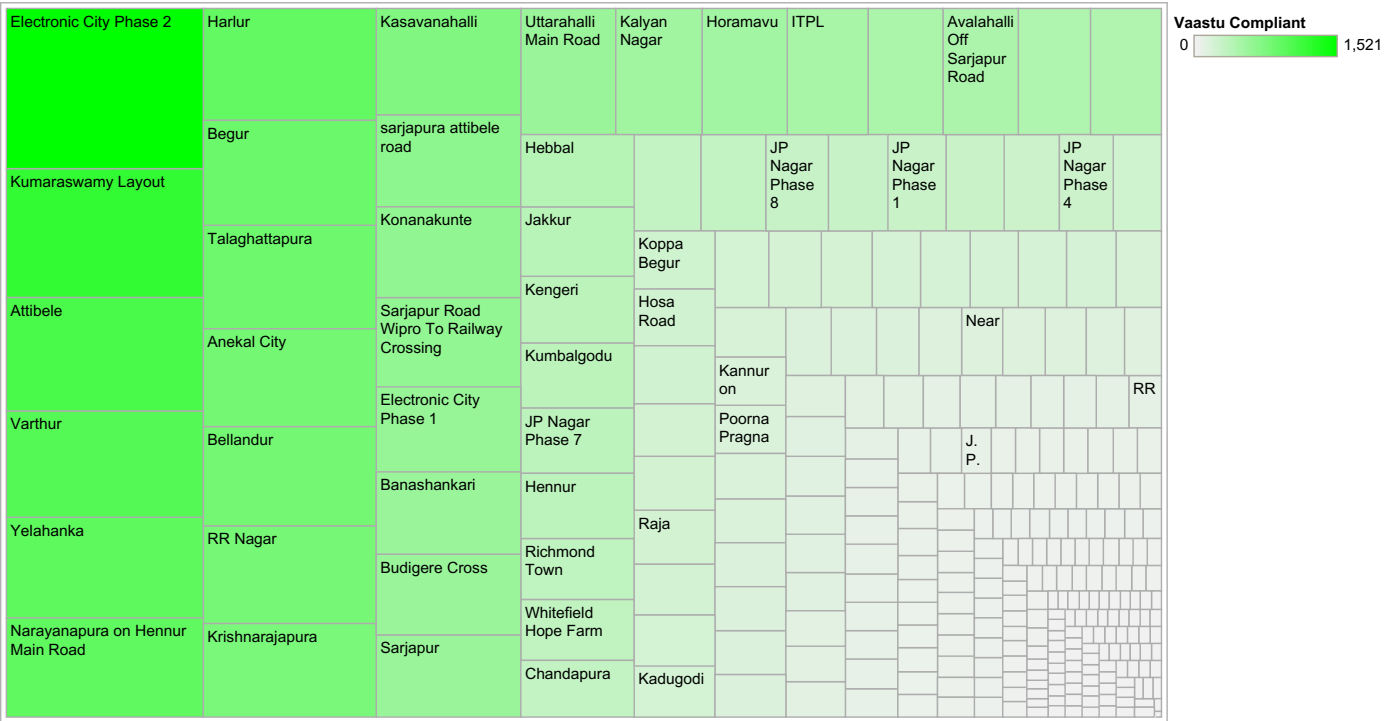 Electronic City Phase 2
Kumaraswamy Layout
Attibele
Varthur
Yelahanka
Narayanapura on Hennur
Main Road
Harlur
Begur
Talaghattapura
Anekal City
Bellandur
RR Nagar
Krishnarajapura
Kasavanahalli
sarjapura attibele
road
Konanakunte
Sarjapur Road
Wipro To Railway
Crossing
Electronic City
Phase 1
Banashankari
Budigere Cross
Sarjapur
Uttarahalli
Main Road
Kalyan
Nagar
Horamavu
ITPL
Avalahalli
Off
Sarjapur
Road
Hebbal
Jakkur
Kengeri
Kumbalgodu
JP Nagar
Phase 7
Hennur
Richmond
Town
Whitefield
Hope Farm
Chandapura
JP
Nagar
Phase
8
JP
Nagar
Phase
1
JP
Nagar
Phase
4
Koppa
Begur
Hosa
Road
Raja
Kadugodi
Kannur
on
Poorna
Pragna
Near
RR
J.
P.
Vaastu Compliant
0 1,521